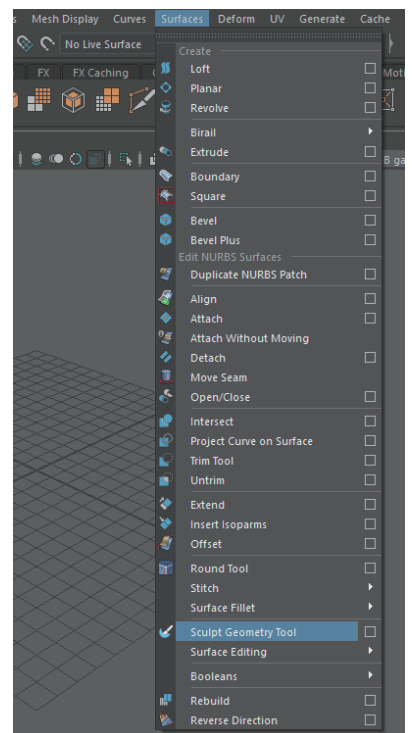 s Mesh Display Curves Surfaces Deform UV Generate Cache
No Live Surface
FX FX Caching Moti
Create
Loft
Planar
Revolve
Birail
Extrude
B ga
Boundary
Square
Bevel
Bevel Plus
Edit NURBS Surfaces
Duplicate NURBS Patch
Align
Attach
Attach Without Moving
Detach
Move Seam
Open/Close
Intersect
Project Curve on Surface
Trim Tool
Untrim
Extend
Insert Isoparms
Offset
Round Tool
Stitch
Surface Fillet
Sculpt Geometry Tool
Surface Editing
Booleans
Rebuild
Reverse Direction